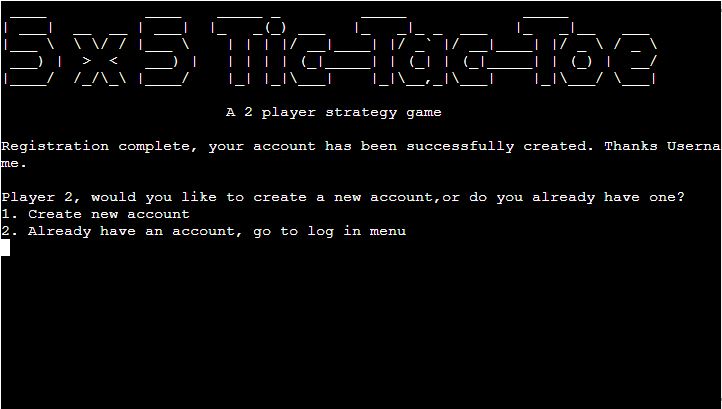 5x5 Tic-Tac-Toe
A 2 player strategy game
Registration complete, your account has been successfully created. Thanks Userna
me.
Player 2, would you like to create a new account,or do you already have one?
1. Create new account
2. Already have an account, go to log in menu